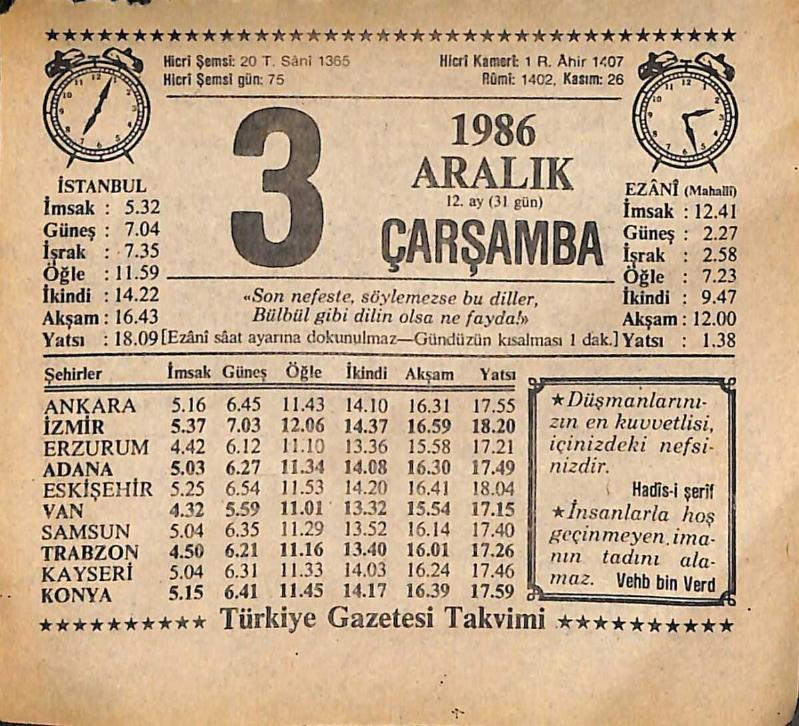 Hicrî Şemsî: 20 T. Sânî 1365
Hicrî Şemsî gün: 75
Hicrî Kamerî: 1 R. Âhir 1407
Rûmî: 1402, Kasım: 26
3
1986
ARALIK
12. ay (31 gün)
ÇARŞAMBA
İSTANBUL
İmsak : 5.32
Güneş : 7.04
İşrak : 7.35
Öğle : 11.59
İkindi : 14.22
Akşam : 16.43
Yatsı : 18.09
EZÂNÎ (Mahallî)
İmsak : 12.41
Güneş : 2.27
İşrak : 2.58
Öğle : 7.23
İkindi : 9.47
Akşam : 12.00
Yatsı : 1.38
«Son nefeste, söylemezse bu diller,
Bülbül gibi dilin olsa ne fayda!»
[Ezânî sâat ayarına dokunulmaz—Gündüzün kısalması 1 dak.]
Şehirler İmsak Güneş Öğle İkindi Akşam Yatsı
ANKARA 5.16 6.45 11.43 14.10 16.31 17.55
İZMİR 5.37 7.03 12.06 14.37 16.59 18.20
ERZURUM 4.42 6.12 11.10 13.36 15.58 17.21
ADANA 5.03 6.27 11.34 14.08 16.30 17.49
ESKİŞEHİR 5.25 6.54 11.53 14.20 16.41 18.04
VAN 4.32 5.59 11.01 13.32 15.54 17.15
SAMSUN 5.04 6.35 11.29 13.52 16.14 17.40
TRABZON 4.50 6.21 11.16 13.40 16.01 17.26
KAYSERİ 5.04 6.31 11.33 14.03 16.24 17.46
KONYA 5.15 6.41 11.45 14.17 16.39 17.59
★Düşmanlarını-
zın en kuvvetlisi,
içinizdeki nefsi-
nizdir.
Hadîs-i şerîf
★İnsanlarla hoş
geçinmeyen, ima-
nın tadını ala-
maz. Vehb bin Verd
Türkiye Gazetesi Takvimi